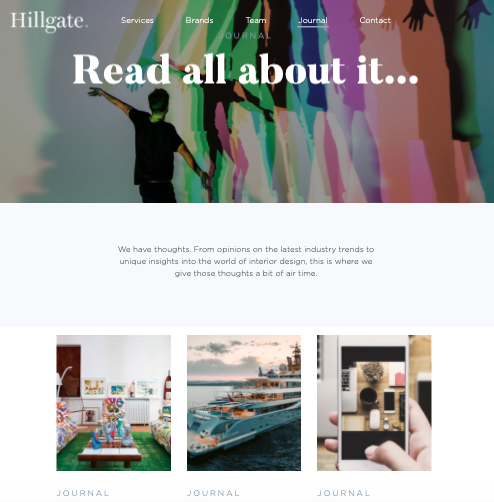 Hillgate.
Services Brands Team Journal Contact
JOURNAL
Read all about it...
We have thoughts. From opinions on the latest industry trends to
unique insights into the world of interior design, this is where we
give those thoughts a bit of air time.
JOURNAL JOURNAL JOURNAL